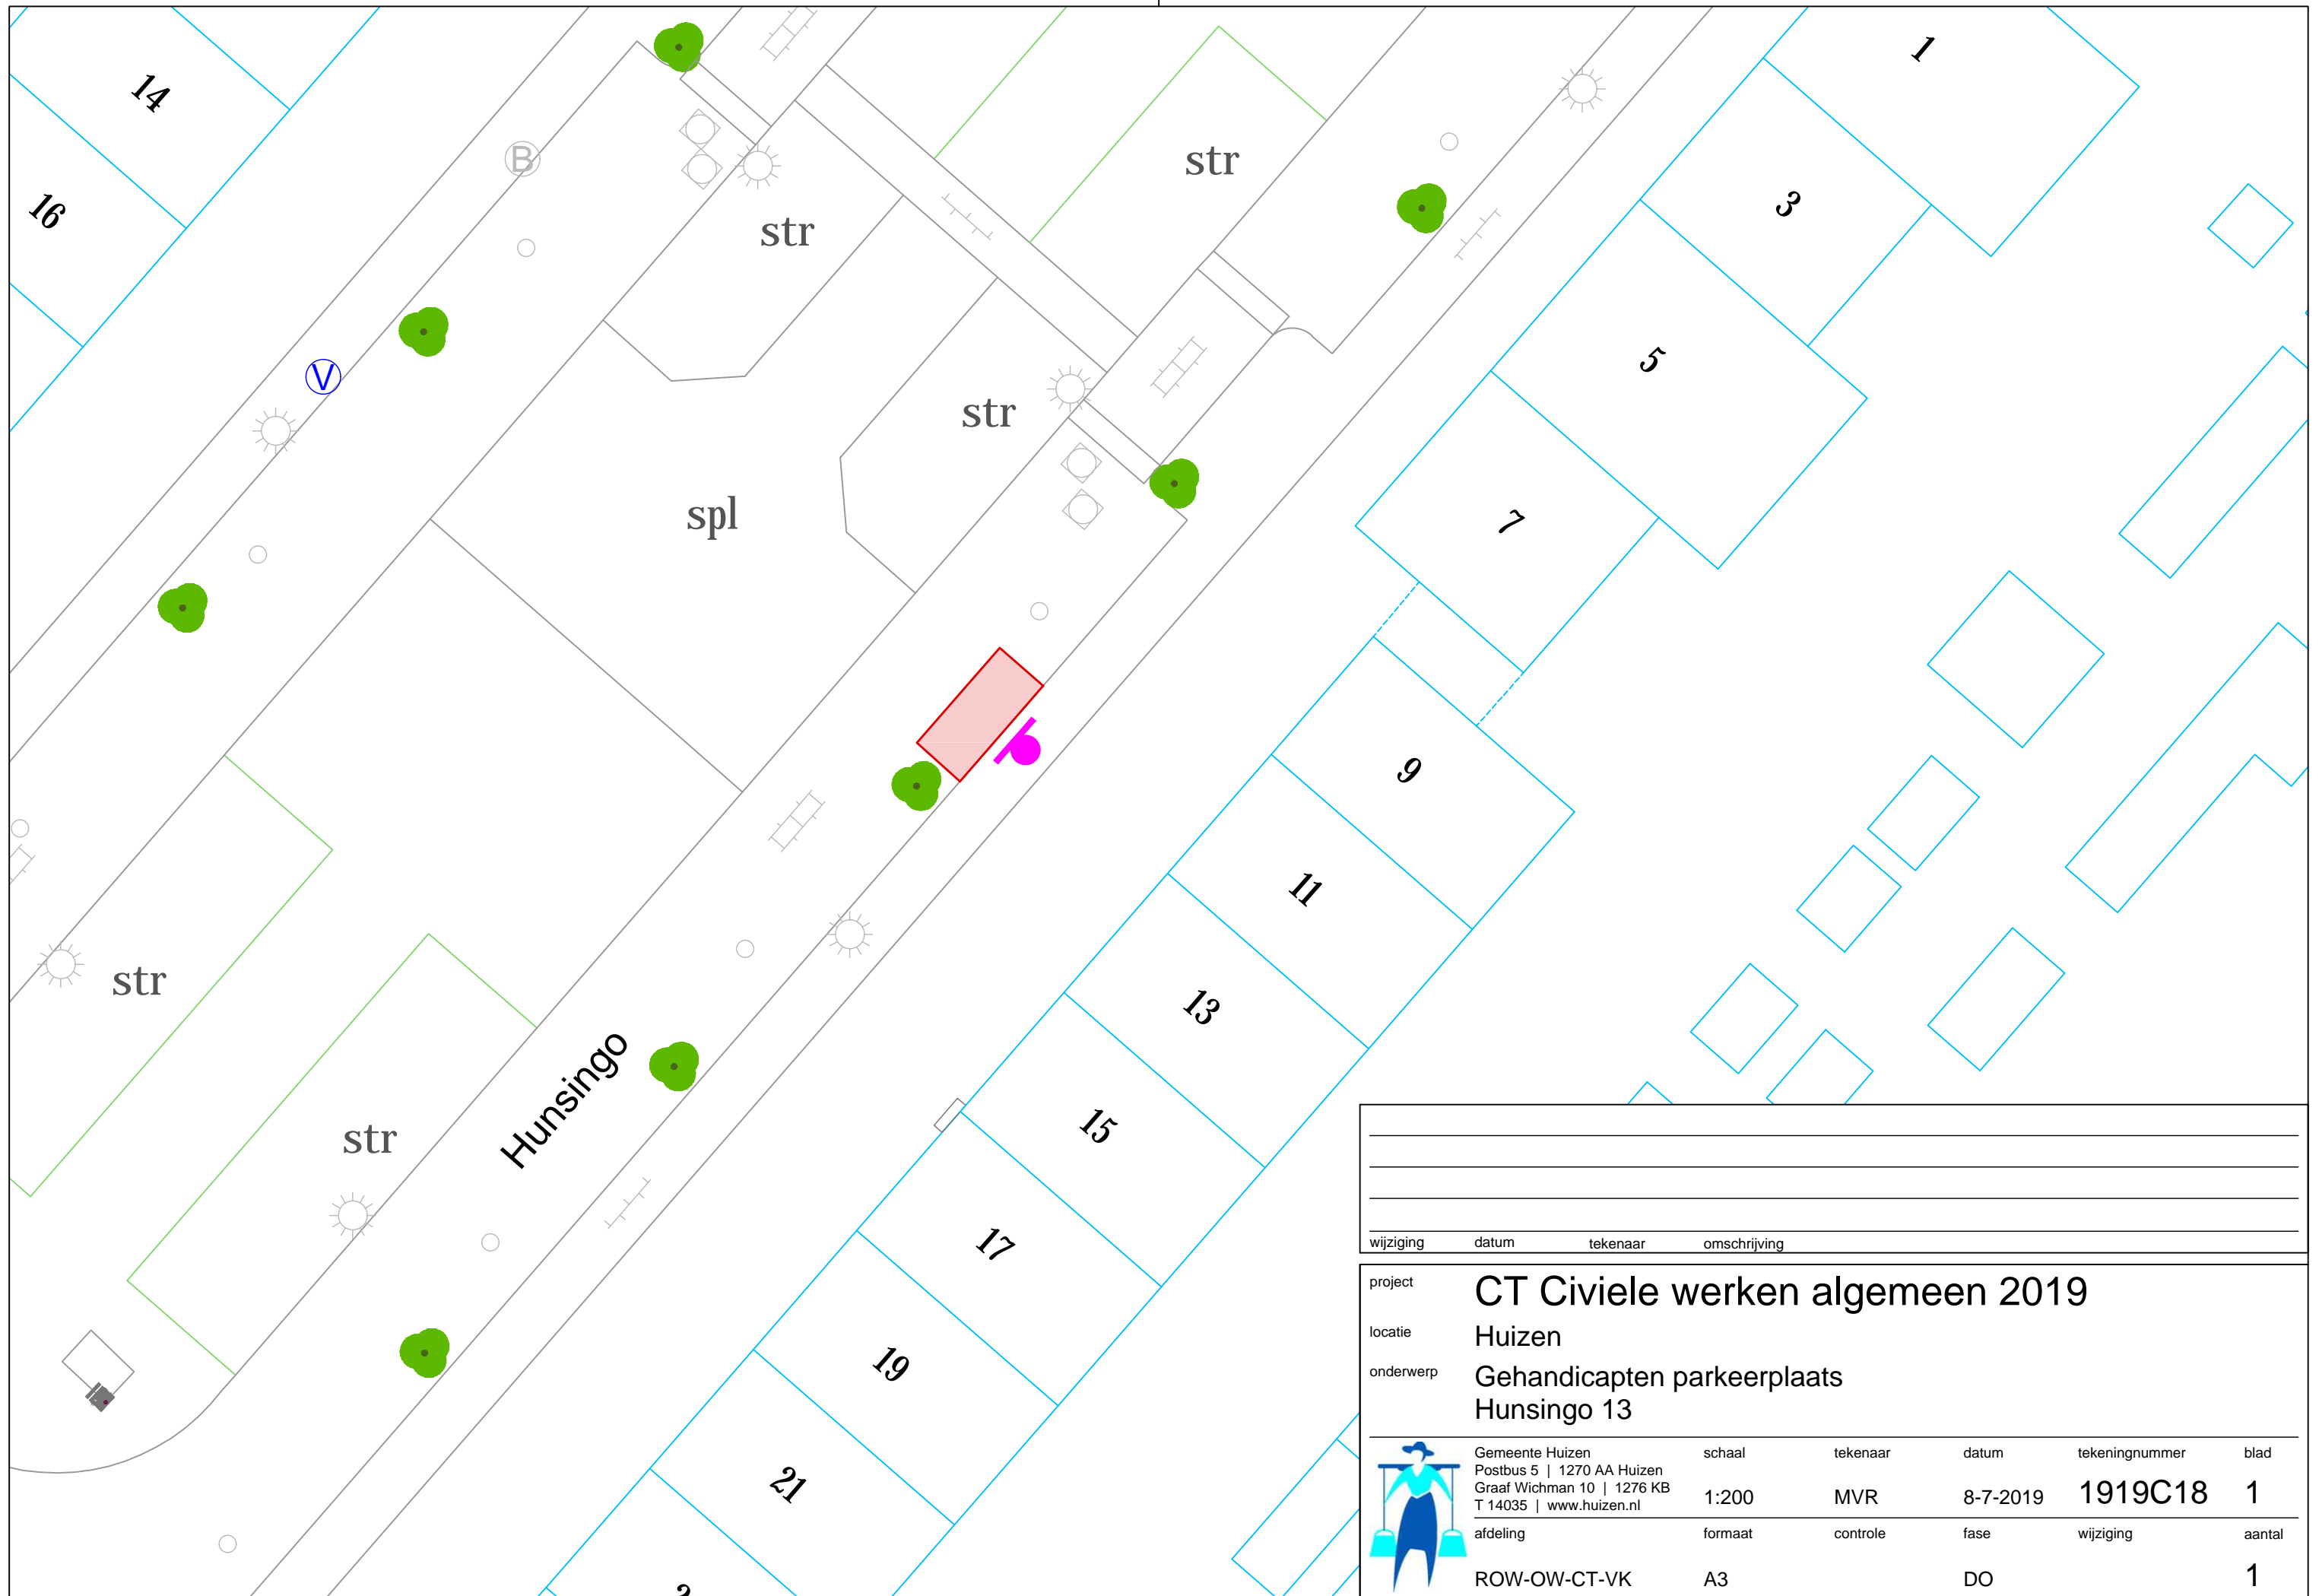 14
16
B
V
str
str
str
spl
str
str
Hunsingo
1
3
5
7
9
11
13
15
17
19
21
wijziging datum tekenaar omschrijving
project CT Civiele werken algemeen 2019
locatie Huizen
onderwerp Gehandicapten parkeerplaats
Hunsingo 13
Gemeente Huizen
Postbus 5 | 1270 AA Huizen
Graaf Wichman 10 | 1276 KB
T 14035 | www.huizen.nl
schaal tekenaar datum tekeningnummer blad
1:200 MVR 8-7-2019 1919C18 1
afdeling formaat controle fase wijziging aantal
ROW-OW-CT-VK A3 DO 1